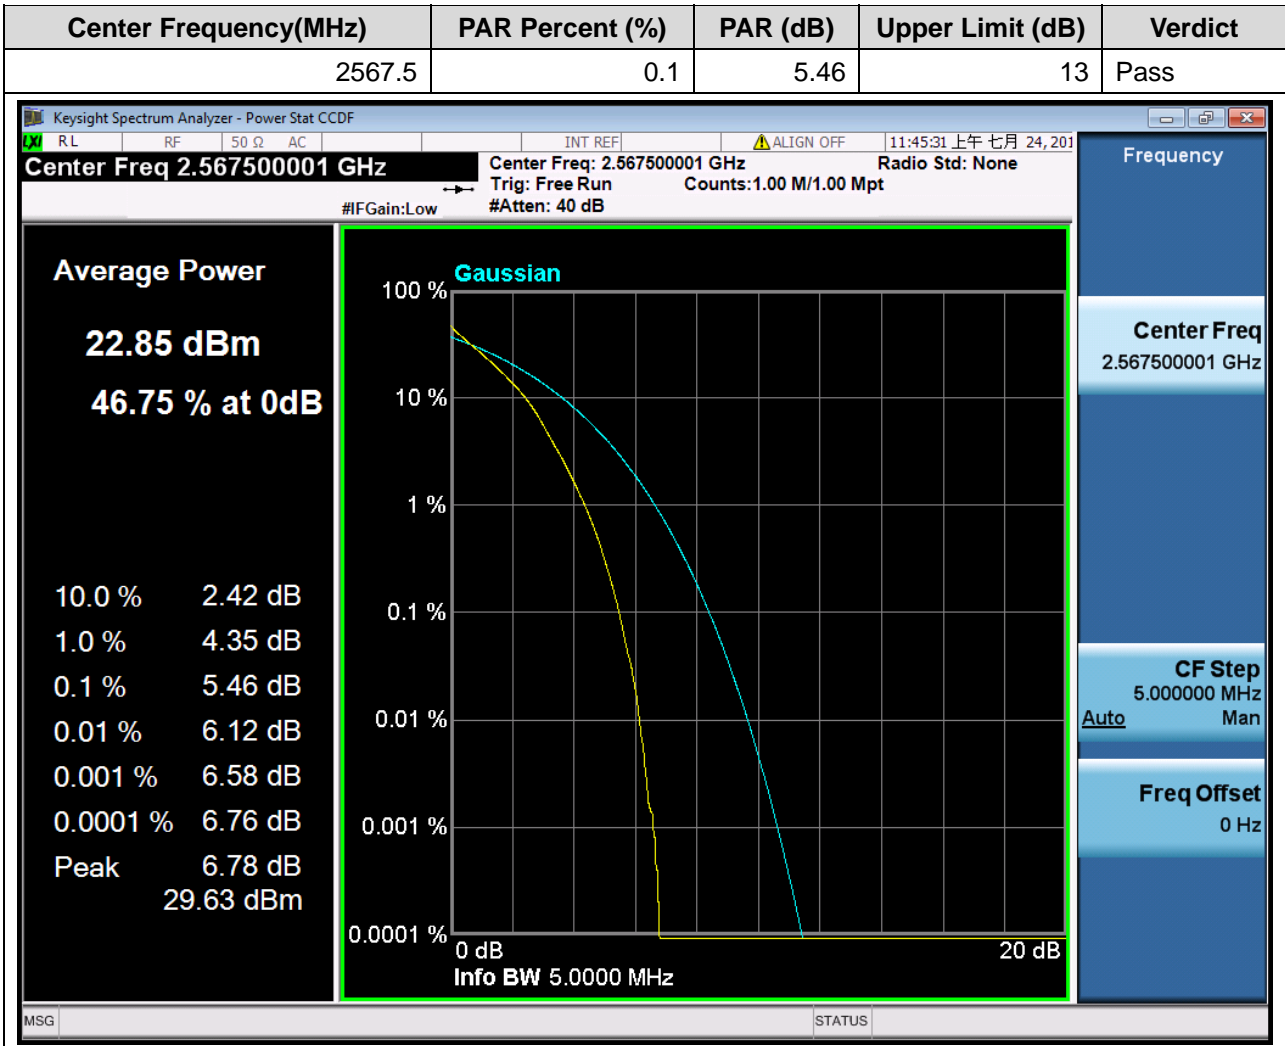 Center Frequency(MHz) PAR Percent (%) PAR (dB) Upper Limit (dB) Verdict
2567.5 0.1 5.46 13 Pass
Keysight Spectrum Analyzer - Power Stat CCDF
LXI RL RF 50 Ω AC INT REF ALIGN OFF 11:45:31 上午 七月 24, 201
Center Freq 2.567500001 GHz
Center Freq: 2.567500001 GHz Radio Std: None
Trig: Free Run Counts:1.00 M/1.00 Mpt
#IFGain:Low #Atten: 40 dB
Frequency
Average Power
22.85 dBm
46.75 % at 0dB
10.0 % 2.42 dB
1.0 % 4.35 dB
0.1 % 5.46 dB
0.01 % 6.12 dB
0.001 % 6.58 dB
0.0001 % 6.76 dB
Peak 6.78 dB
29.63 dBm
Gaussian
100 %
10 %
1 %
0.1 %
0.01 %
0.001 %
0.0001 %
0 dB 20 dB
Info BW 5.0000 MHz
Center Freq
2.567500001 GHz
CF Step
5.000000 MHz
Auto Man
Freq Offset
0 Hz
MSG STATUS